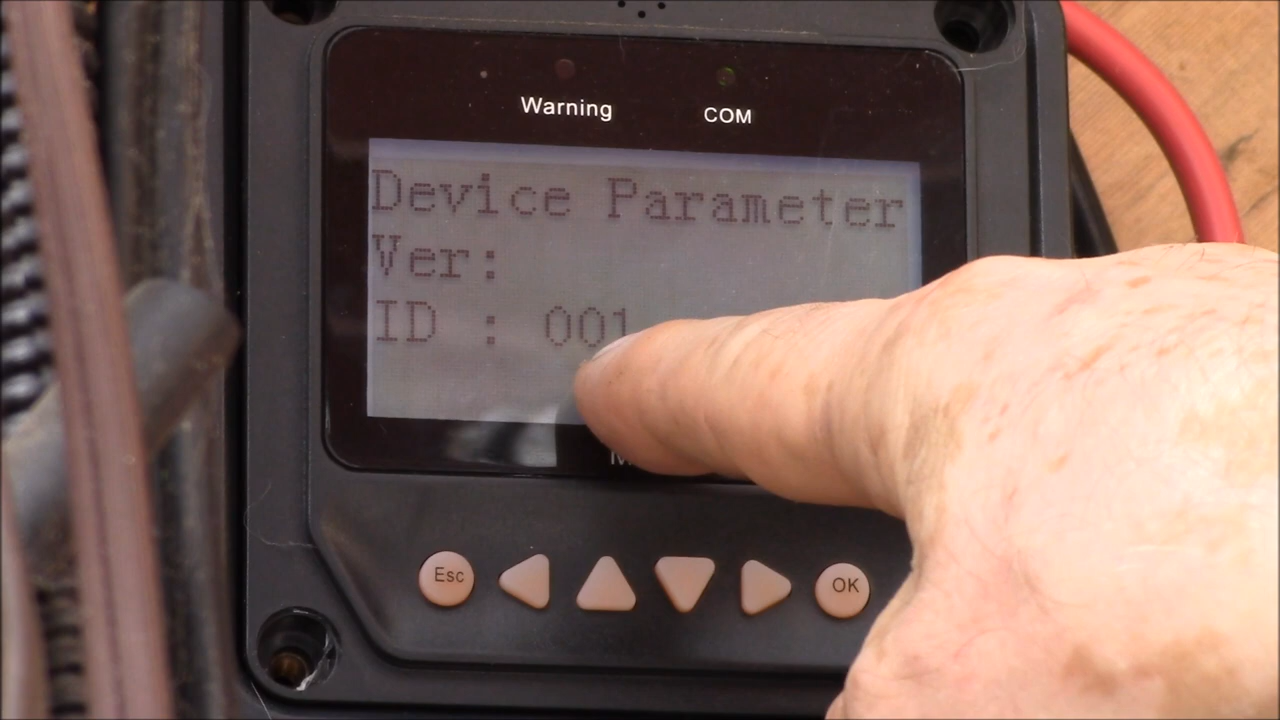 Warning COM
Device Parameter
Ver:
ID : 001
Esc OK